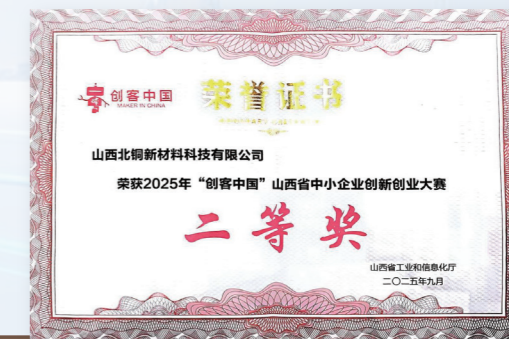 创客中国
MAKER IN CHINA
荣誉证书
山西北铜新材料科技有限公司
荣获2025年“创客中国”山西省中小企业创新创业大赛
二等奖
山西省工业和信息化厅
二〇二五年九月